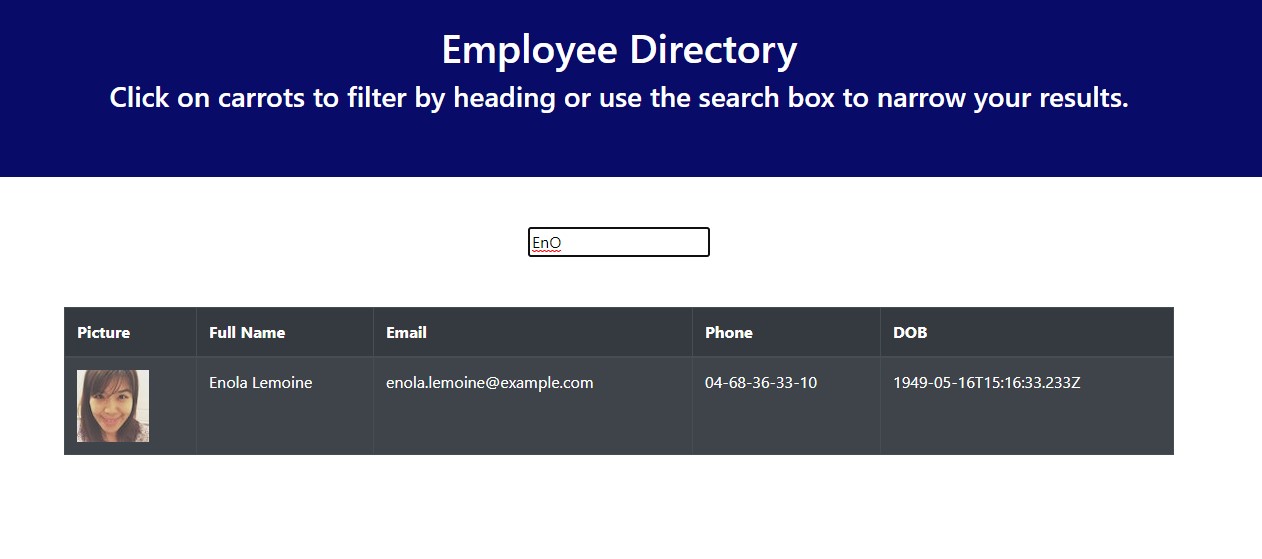 Employee Directory
Click on carrots to filter by heading or use the search box to narrow your results.
EnO
Picture Full Name Email Phone DOB
Enola Lemoine enola.lemoine@example.com 04-68-36-33-10 1949-05-16T15:16:33.233Z